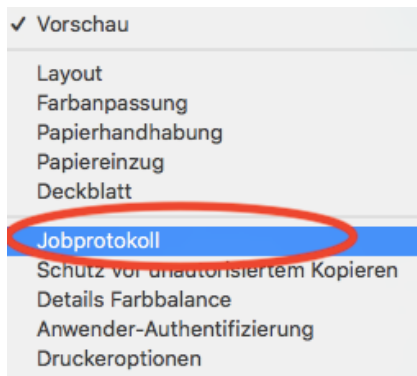 Vorschau
Layout
Farbanpassung
Papierhandhabung
Papiereinzug
Deckblatt
Jobprotokoll
Schutz vor unautorisiertem Kopieren
Details Farbbalance
Anwender-Authentifizierung
Druckeroptionen